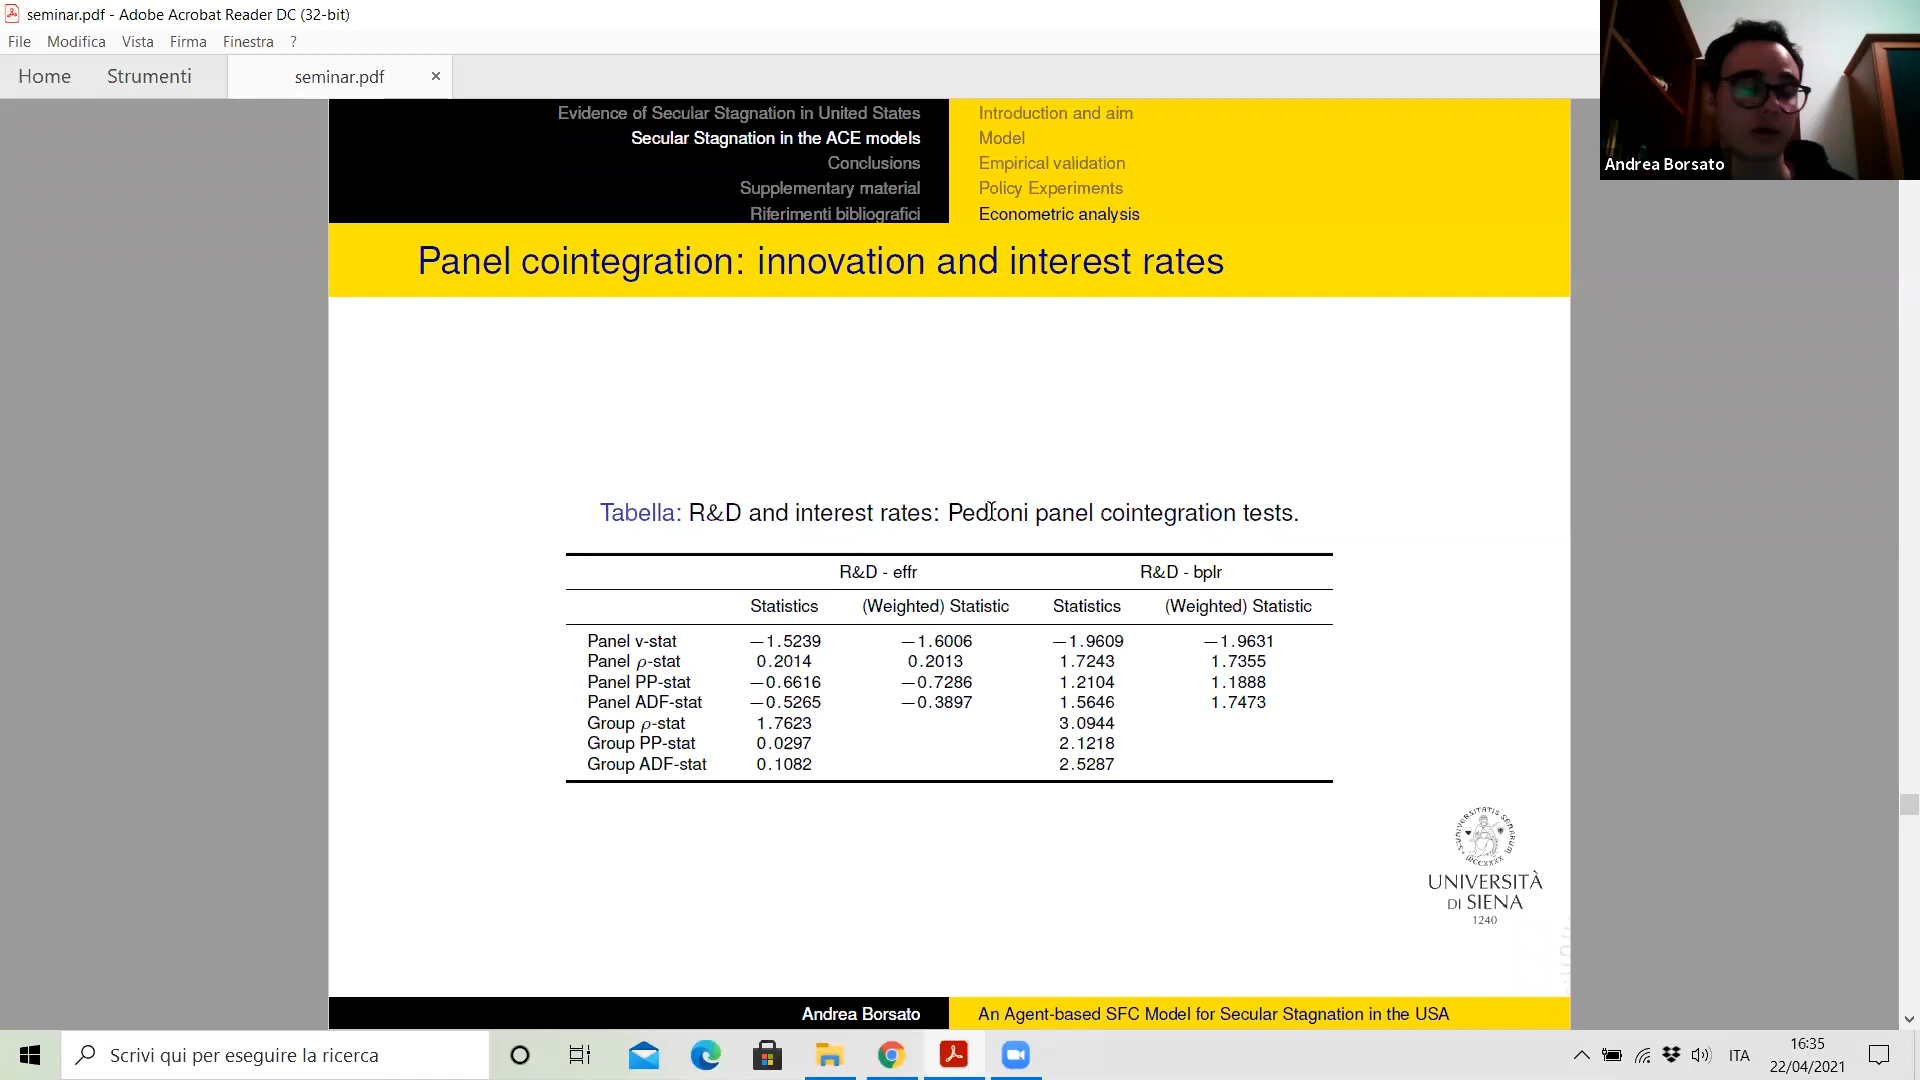 seminar.pdf - Adobe Acrobat Reader DC (32-bit)
File Modifica Vista Firma Finestra ?
Home Strumenti seminar.pdf ×
Evidence of Secular Stagnation in United States
Secular Stagnation in the ACE models
Conclusions
Supplementary material
Riferimenti bibliografici
Introduction and aim
Model
Empirical validation
Policy Experiments
Econometric analysis
Andrea Borsato
Panel cointegration: innovation and interest rates
Tabella: R&D and interest rates: Pedroni panel cointegration tests.
R&D - effr R&D - bplr
Statistics (Weighted) Statistic Statistics (Weighted) Statistic
Panel v-stat −1.5239 −1.6006 −1.9609 −1.9631
Panel ρ-stat 0.2014 0.2013 1.7243 1.7355
Panel PP-stat −0.6616 −0.7286 1.2104 1.1888
Panel ADF-stat −0.5265 −0.3897 1.5646 1.7473
Group ρ-stat 1.7623 3.0944
Group PP-stat 0.0297 2.1218
Group ADF-stat 0.1082 2.5287
UNIVERSITÀ
DI SIENA
1240
Andrea Borsato An Agent-based SFC Model for Secular Stagnation in the USA
Scrivi qui per eseguire la ricerca
ITA
16:35
22/04/2021